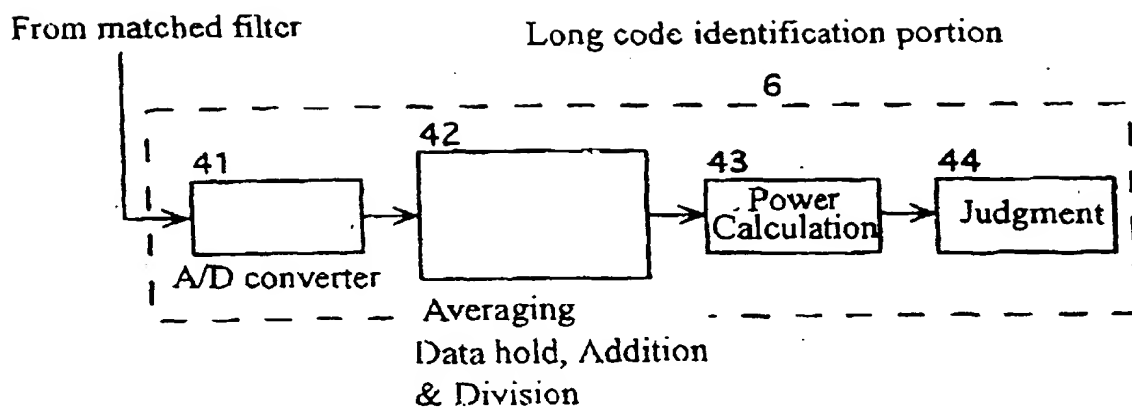 From matched filter
Long code identification portion
6
41
42
43
44
Power
Calculation
Judgment
A/D converter
Averaging
Data hold, Addition
& Division